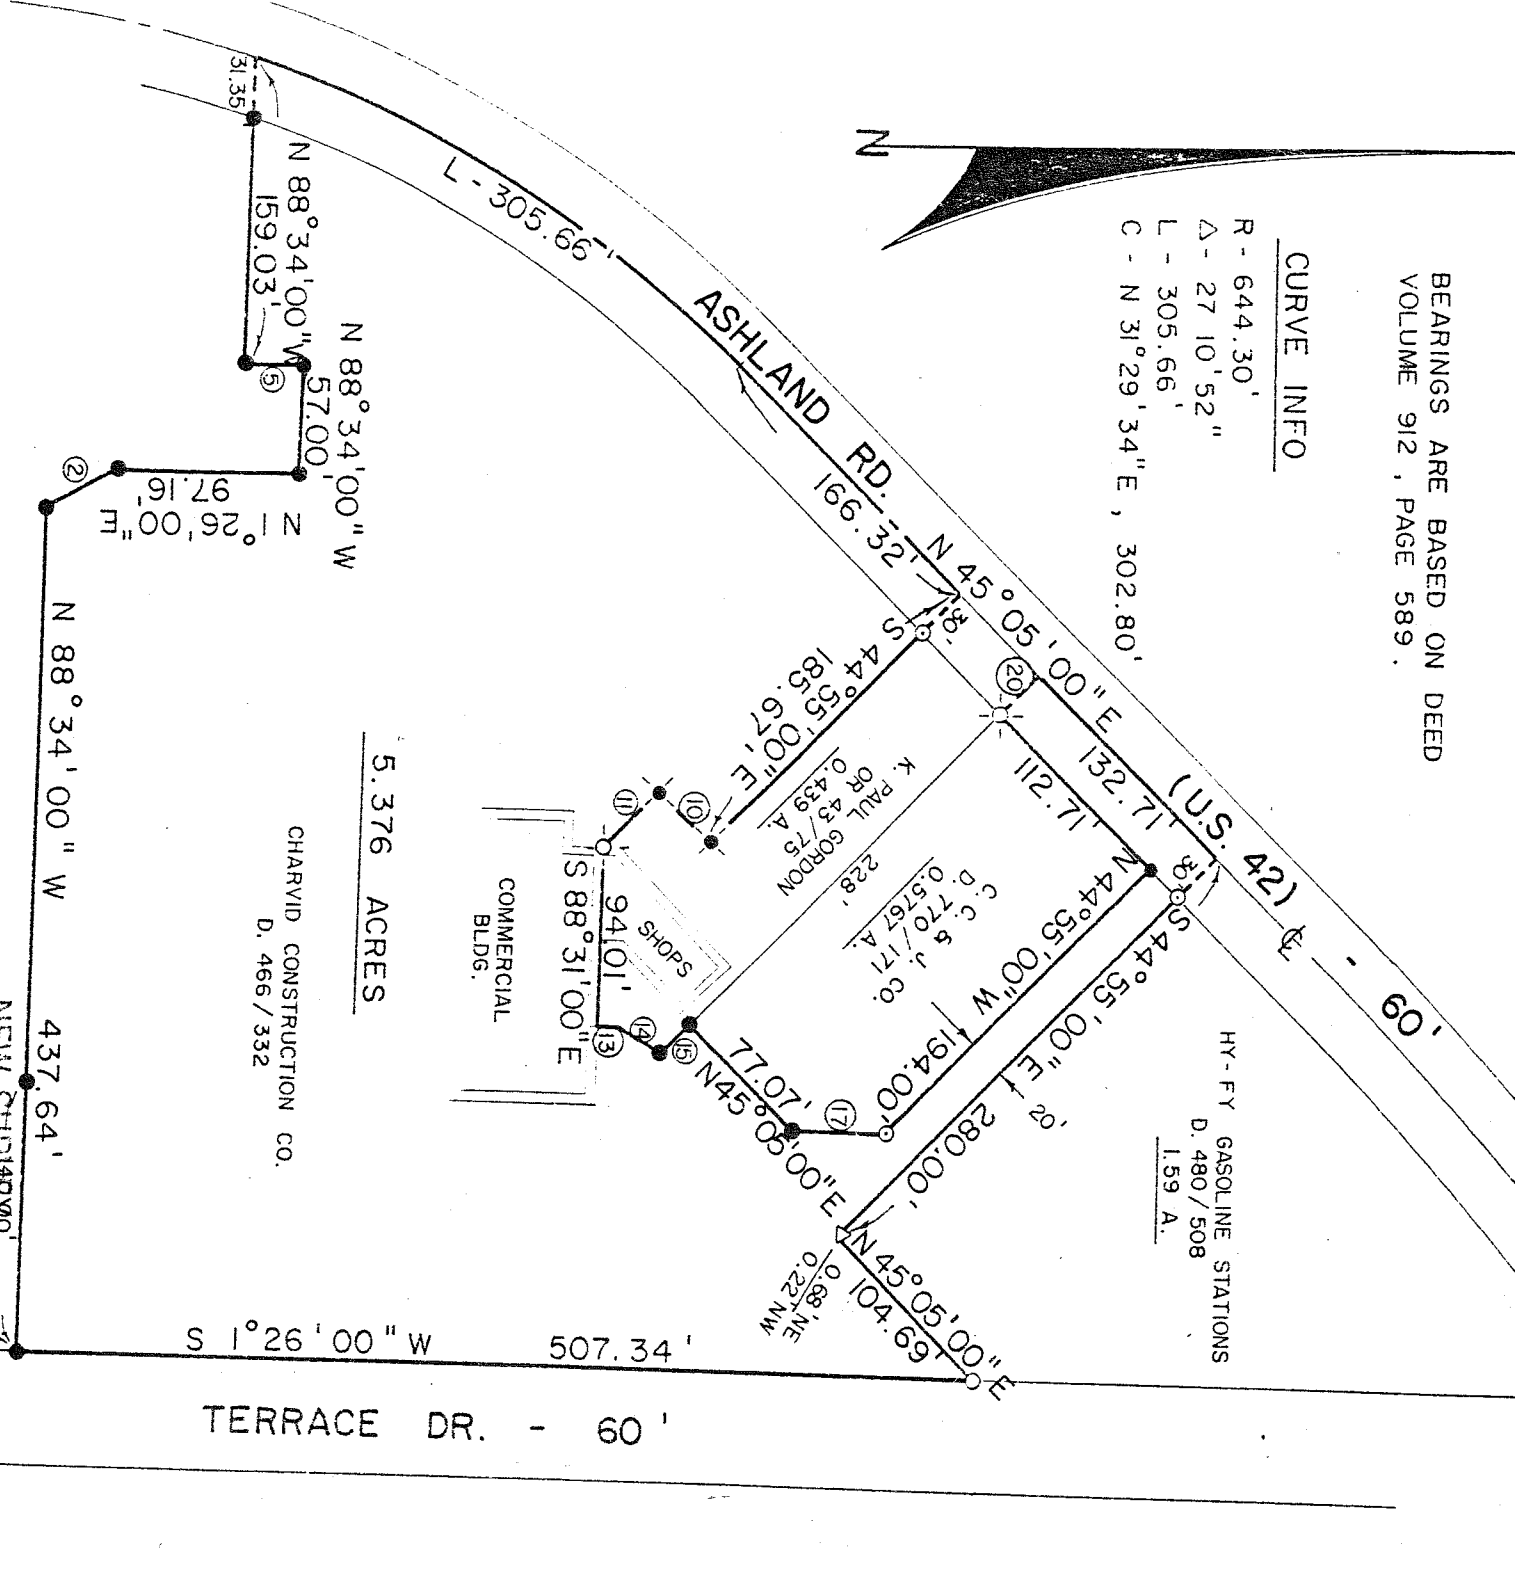 BEARINGS ARE BASED ON DEED
VOLUME 912 , PAGE 589 .
CURVE INFO
R - 644.30'
Δ - 27 10' 52"
L - 305.66'
C - N 31°29'34"E , 302.80'
N
31.35'
L - 305.66'
ASHLAND RD. (U.S. 42) - 60'
166.32'
N 45°05'00"E
132.71'
N 88°34'00"W
159.03'
⑤
N 88°34'00"W
57.00'
N 1°26'00"E
97.16'
②
N 88°34'00"W 437.64'
S 44°55'00"E
185.67'
⑳
112.71'
K. PAUL GORDON
OR 43/75
0.439 A.
228'
C. C. & J. CO.
D. 770/171
0.5767 A.
N 44°55'00"W 194.00'
S 44°55'00"E 280.00'
20'
HY-FY GASOLINE STATIONS
D. 480/508
1.59 A.
⑩
⑪
SHOPS
94.01'
S 88°31'00"E
⑬
⑭
⑮
77.07'
N45°05'00"E
⑰
N 45°05'00"E
104.69'
0.68' NE
0.22' NW
COMMERCIAL
BLDG.
5.376 ACRES
CHARVID CONSTRUCTION CO.
D. 466/332
S 1°26'00"W 507.34'
TERRACE DR. - 60'